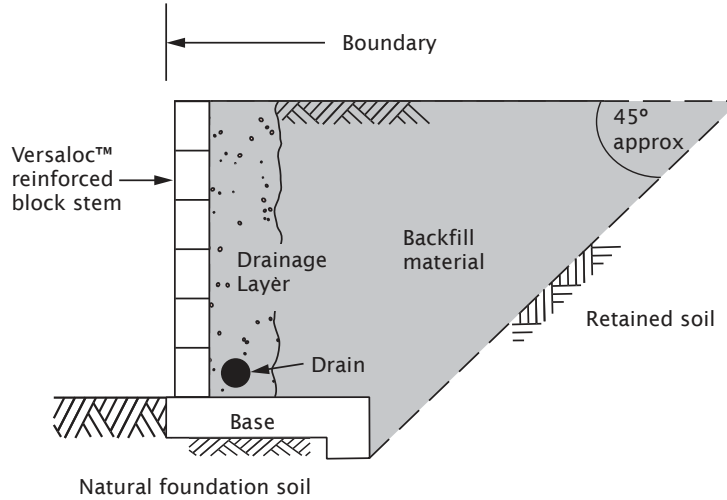 Boundary
45°
approx
Versaloc™
reinforced
block stem
Backfill
material
Drainage
Layer
Retained soil
Drain
Base
Natural foundation soil